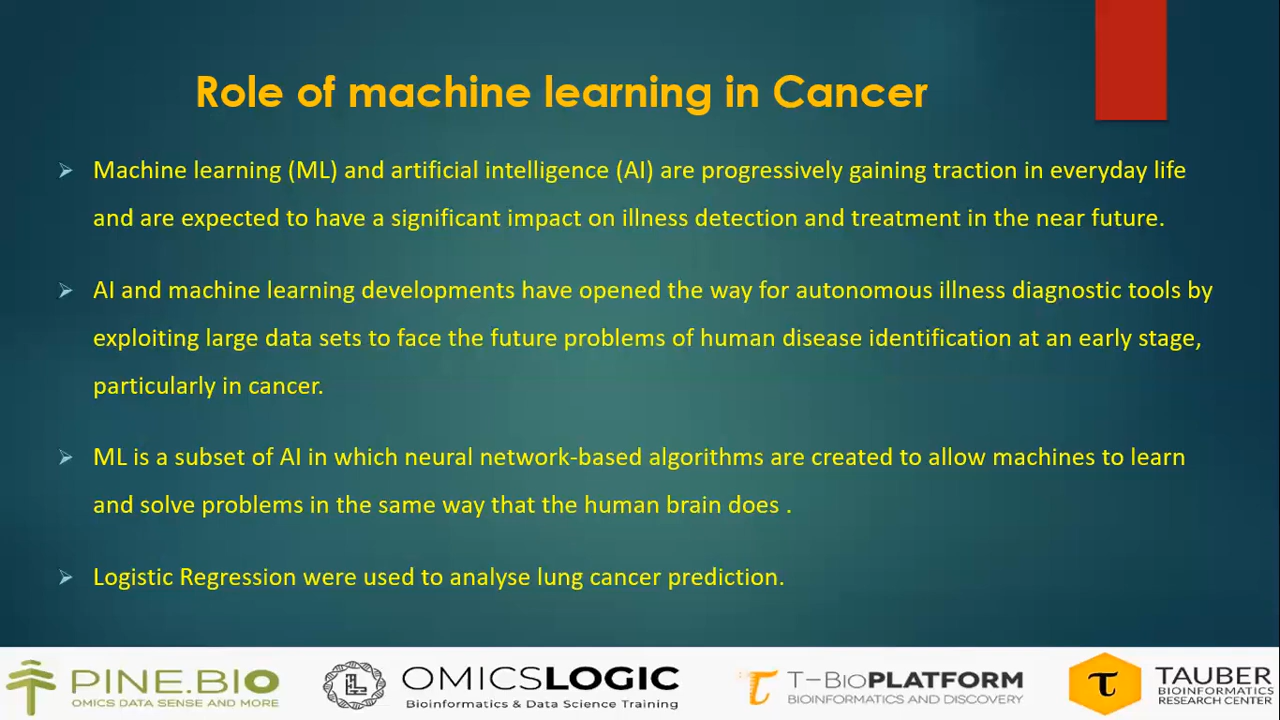 Role of machine learning in Cancer
Machine learning (ML) and artificial intelligence (AI) are progressively gaining traction in everyday life
and are expected to have a significant impact on illness detection and treatment in the near future.
AI and machine learning developments have opened the way for autonomous illness diagnostic tools by
exploiting large data sets to face the future problems of human disease identification at an early stage,
particularly in cancer.
ML is a subset of AI in which neural network-based algorithms are created to allow machines to learn
and solve problems in the same way that the human brain does .
Logistic Regression were used to analyse lung cancer prediction.
PINE.BIO
OMICS DATA SENSE AND MORE
OMICSLOGIC
Bioinformatics & Data Science Training
T-BioPLATFORM
BIOINFORMATICS AND DISCOVERY
τ
TAUBER
BIOINFORMATICS
RESEARCH CENTER